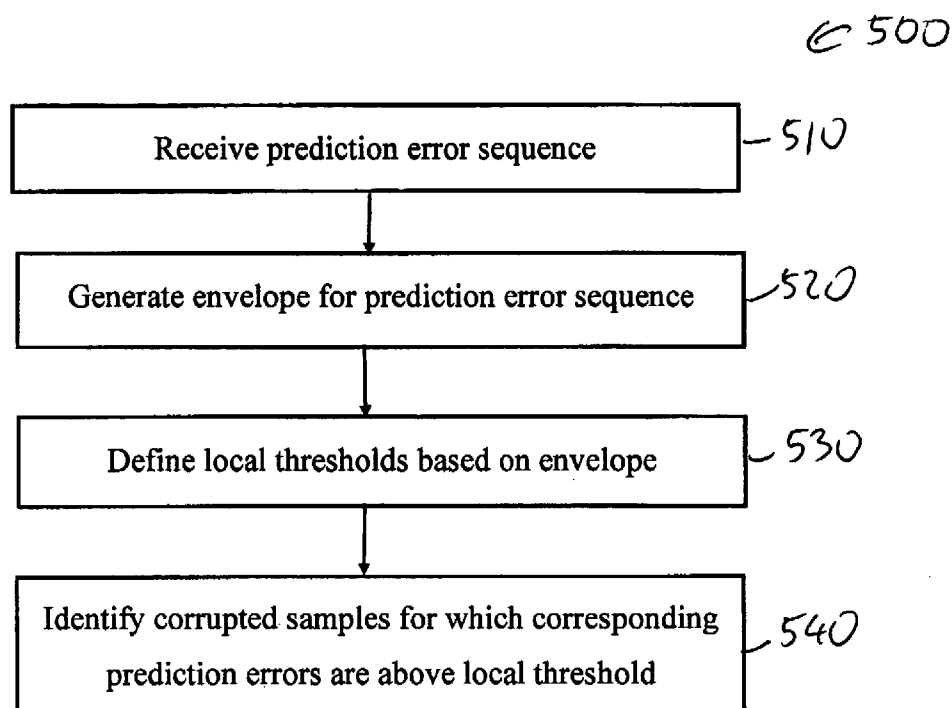 500
Receive prediction error sequence
510
Generate envelope for prediction error sequence
520
Define local thresholds based on envelope
530
Identify corrupted samples for which corresponding
prediction errors are above local threshold
540